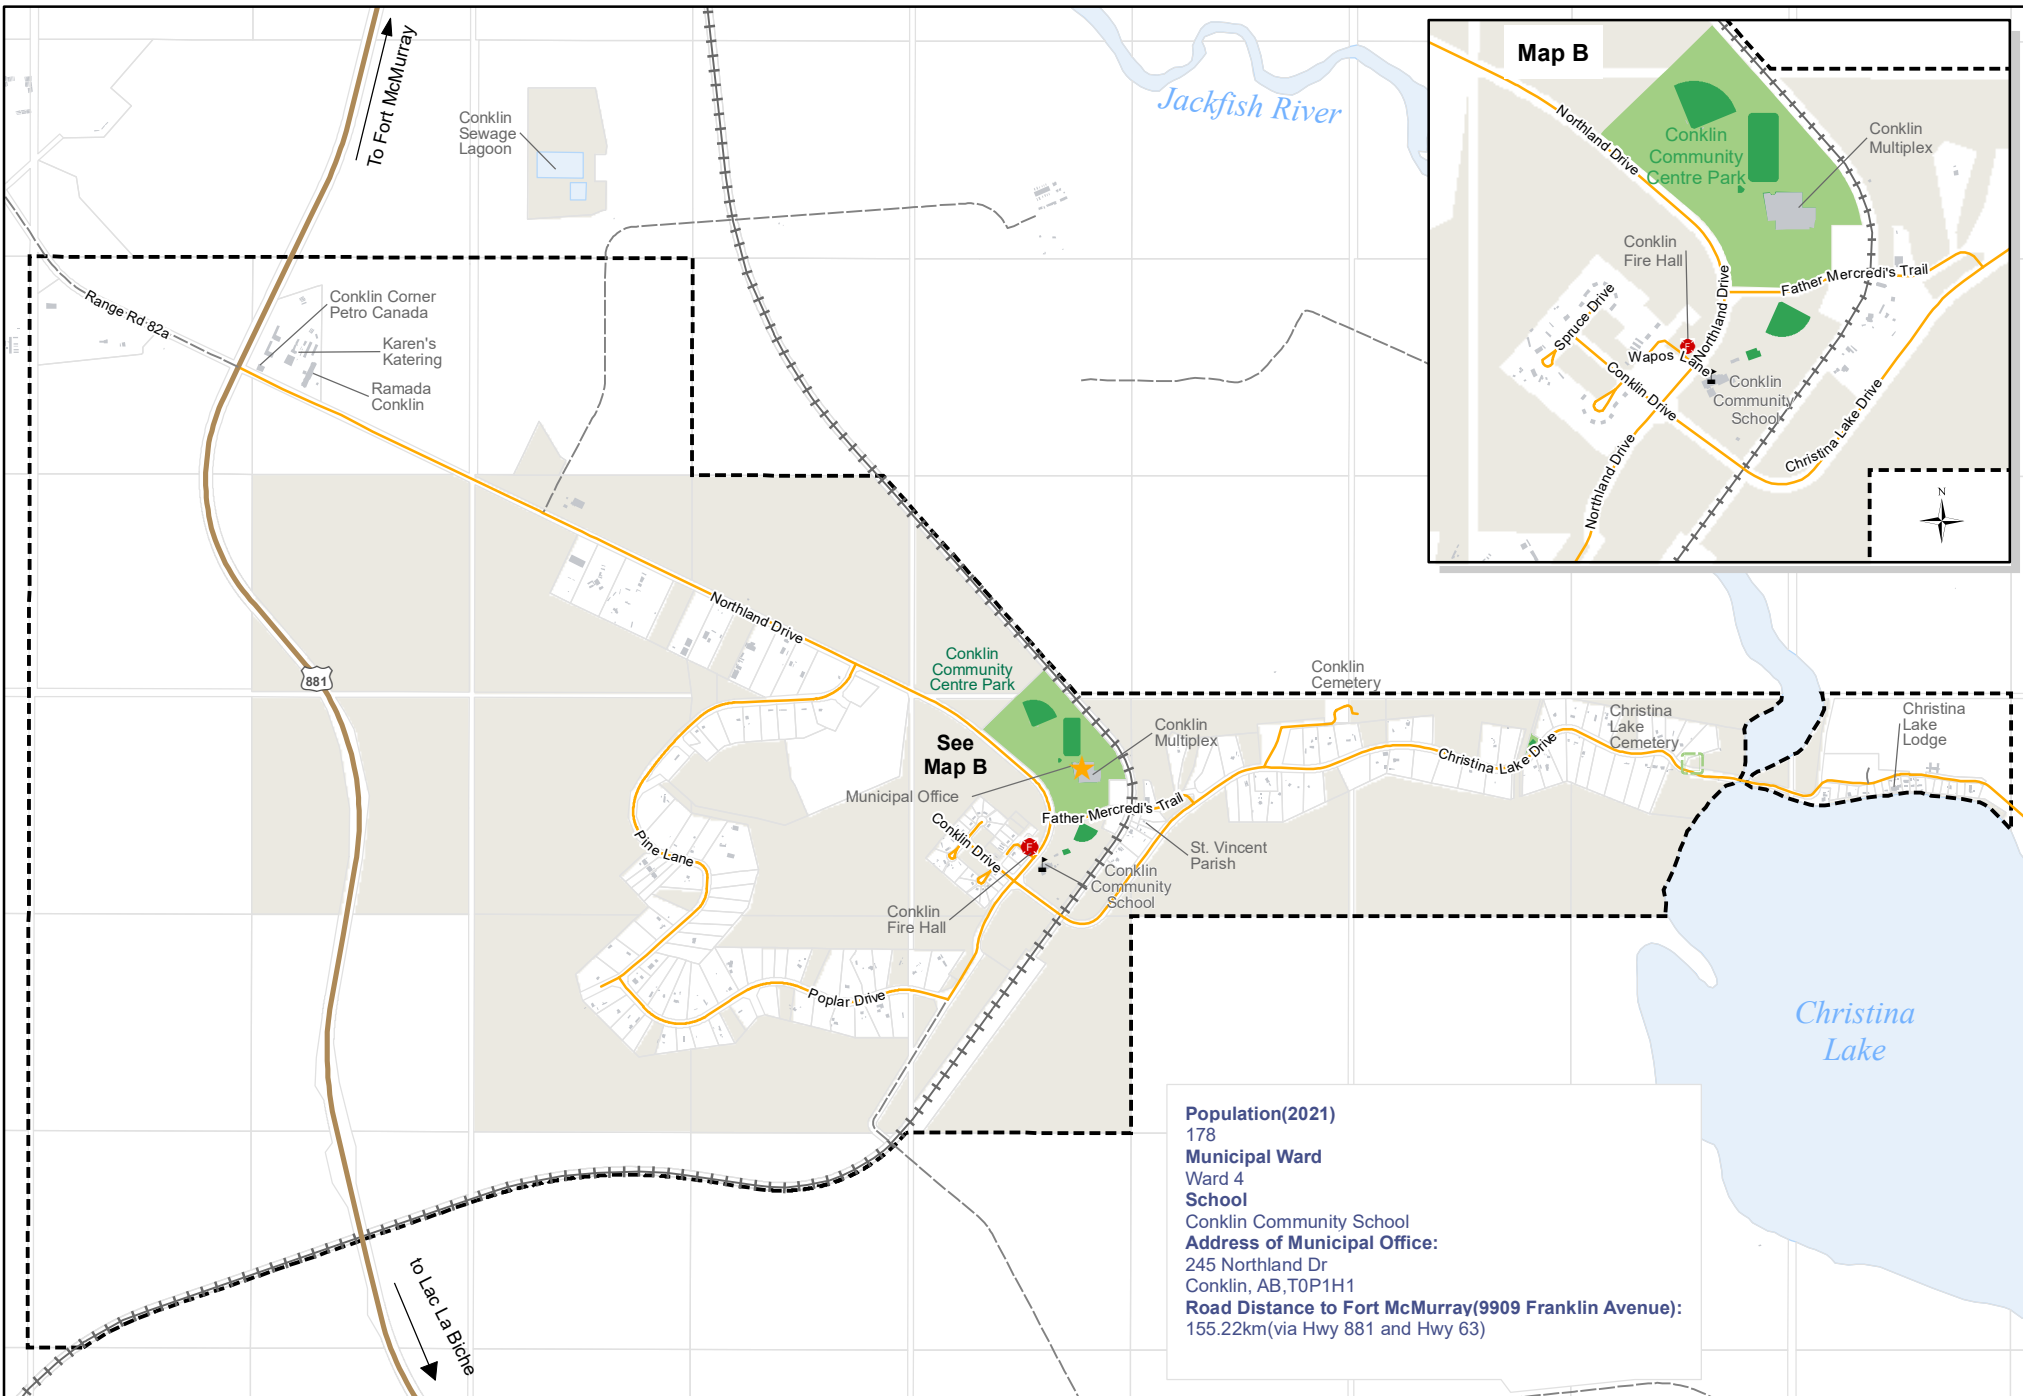 To Fort McMurray
Conklin
Sewage
Lagoon
Jackfish River
Range Rd 82a
Conklin Corner
Petro Canada
Karen's
Katering
Ramada
Conklin
881
Northland Drive
Conklin
Community
Centre Park
See
Map B
Municipal Office
Conklin
Multiplex
Father Mercredi's Trail
Conklin Drive
F
Pine Lane
Conklin
Fire Hall
Conklin
Community
School
St. Vincent
Parish
Poplar Drive
Conklin
Cemetery
Christina Lake Drive
Christina
Lake
Cemetery
Christina
Lake
Lodge
Christina
Lake
to Lac La Biche
Map B
Northland Drive
Conklin
Community
Centre Park
Conklin
Multiplex
Conklin
Fire Hall
Father Mercredi's Trail
Northland Drive
Spruce Drive
F
Wapos Lane
Conklin Drive
Conklin
Community
School
Christina Lake Drive
Northland Drive
N
Population(2021)
178
Municipal Ward
Ward 4
School
Conklin Community School
Address of Municipal Office:
245 Northland Dr
Conklin, AB,T0P1H1
Road Distance to Fort McMurray(9909 Franklin Avenue):
155.22km(via Hwy 881 and Hwy 63)